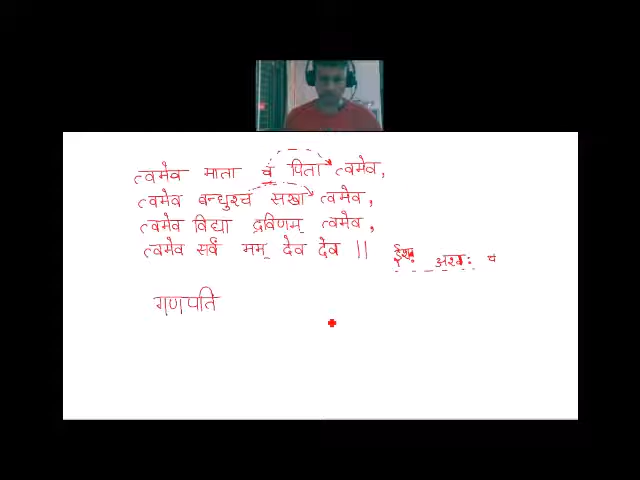 त्वमेव माता च पिता त्वमेव,
त्वमेव बन्धुश्च सखा त्वमेव,
त्वमेव विद्या द्रविणम् त्वमेव,
त्वमेव सर्वं मम् देव देव ||
च
गणपति